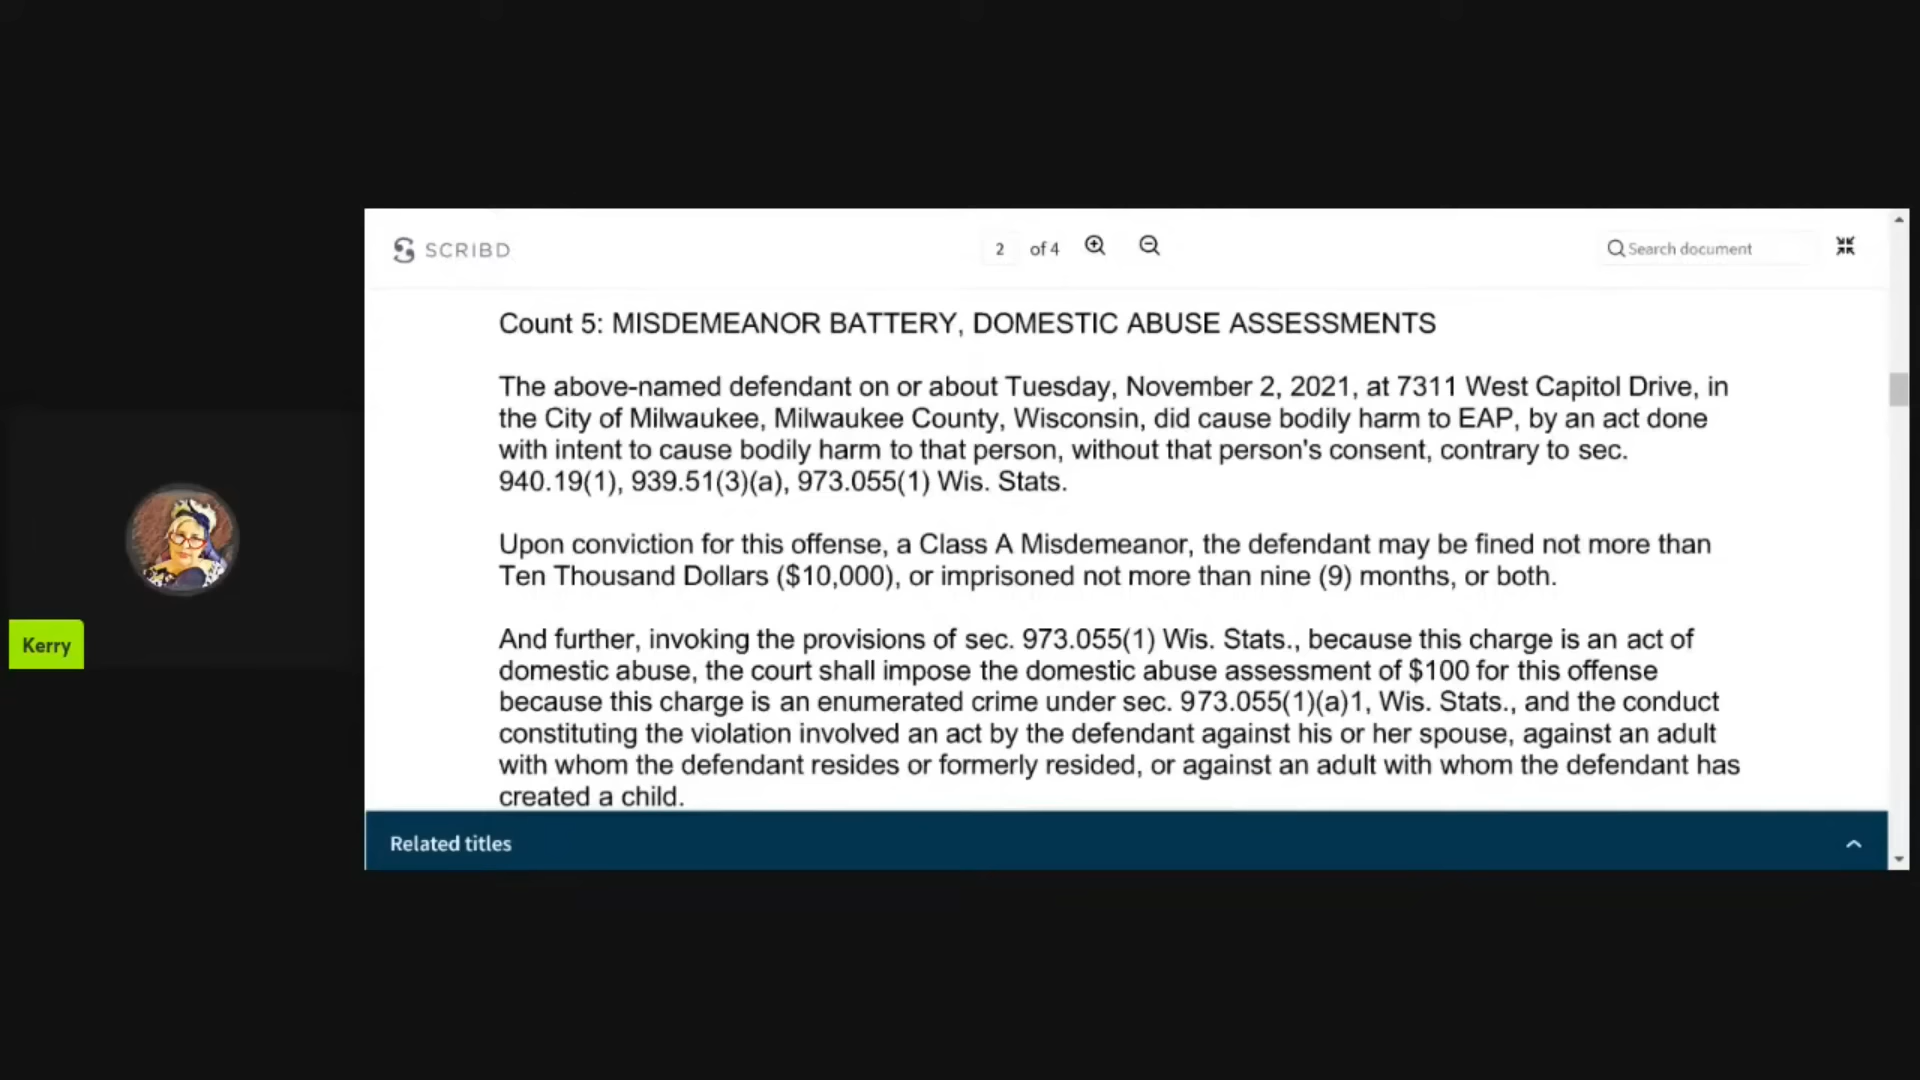 SCRIBD
2 of 4
Search document
Count 5: MISDEMEANOR BATTERY, DOMESTIC ABUSE ASSESSMENTS
The above-named defendant on or about Tuesday, November 2, 2021, at 7311 West Capitol Drive, in
the City of Milwaukee, Milwaukee County, Wisconsin, did cause bodily harm to EAP, by an act done
with intent to cause bodily harm to that person, without that person's consent, contrary to sec.
940.19(1), 939.51(3)(a), 973.055(1) Wis. Stats.
Upon conviction for this offense, a Class A Misdemeanor, the defendant may be fined not more than
Ten Thousand Dollars ($10,000), or imprisoned not more than nine (9) months, or both.
And further, invoking the provisions of sec. 973.055(1) Wis. Stats., because this charge is an act of
domestic abuse, the court shall impose the domestic abuse assessment of $100 for this offense
because this charge is an enumerated crime under sec. 973.055(1)(a)1, Wis. Stats., and the conduct
constituting the violation involved an act by the defendant against his or her spouse, against an adult
with whom the defendant resides or formerly resided, or against an adult with whom the defendant has
created a child.
Related titles
Kerry